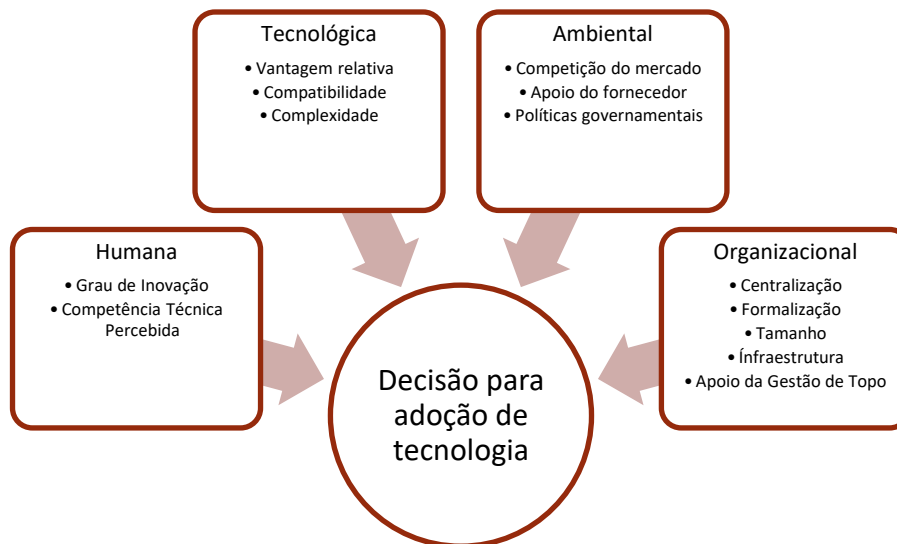 Tecnológica
• Vantagem relativa
• Compatibilidade
• Complexidade
Ambiental
• Competição do mercado
• Apoio do fornecedor
• Políticas governamentais
Humana
• Grau de Inovação
• Competência Técnica
Percebida
Organizacional
• Centralização
• Formalização
• Tamanho
• Ínfraestrutura
• Apoio da Gestão de Topo
Decisão para
adoção de
tecnologia